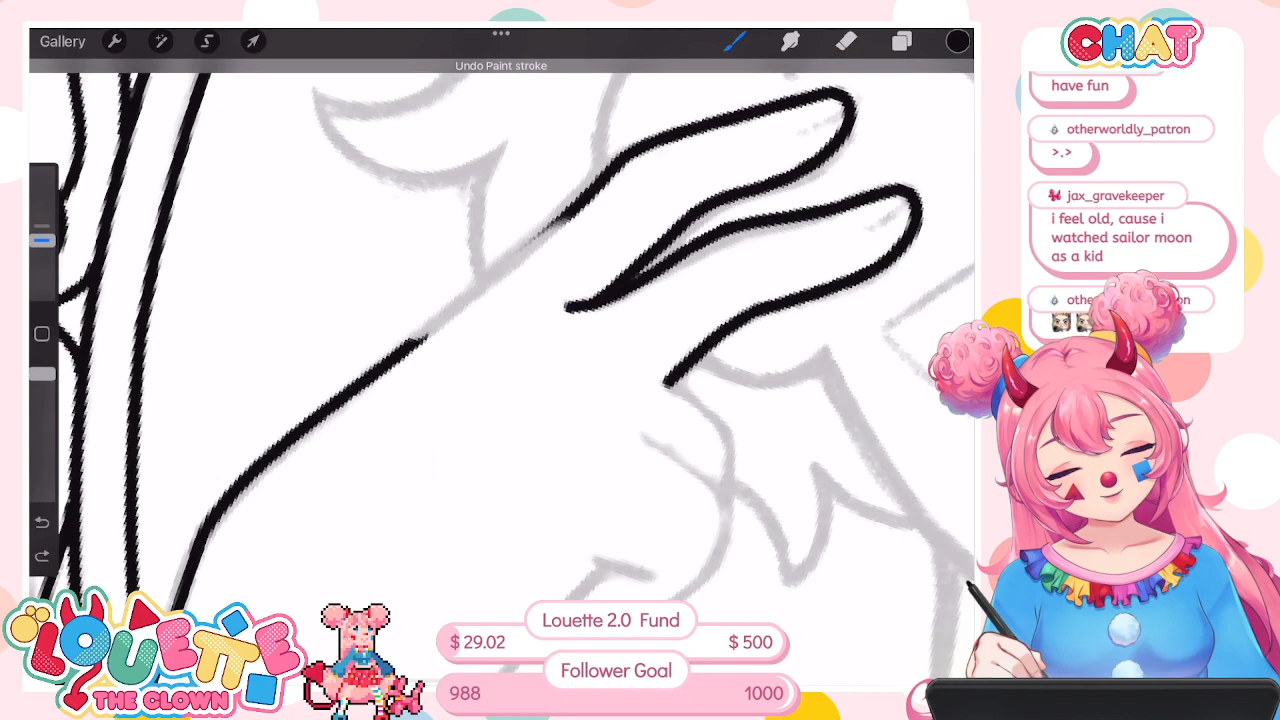 Gallery
Undo Paint stroke
CHAT
have fun
otherworldly_patron
>.>
jax_gravekeeper
i feel old, cause i
watched sailor moon
as a kid
LOUETTE
THE CLOWN
Louette 2.0 Fund
$ 29.02
$ 500
Follower Goal
988
1000